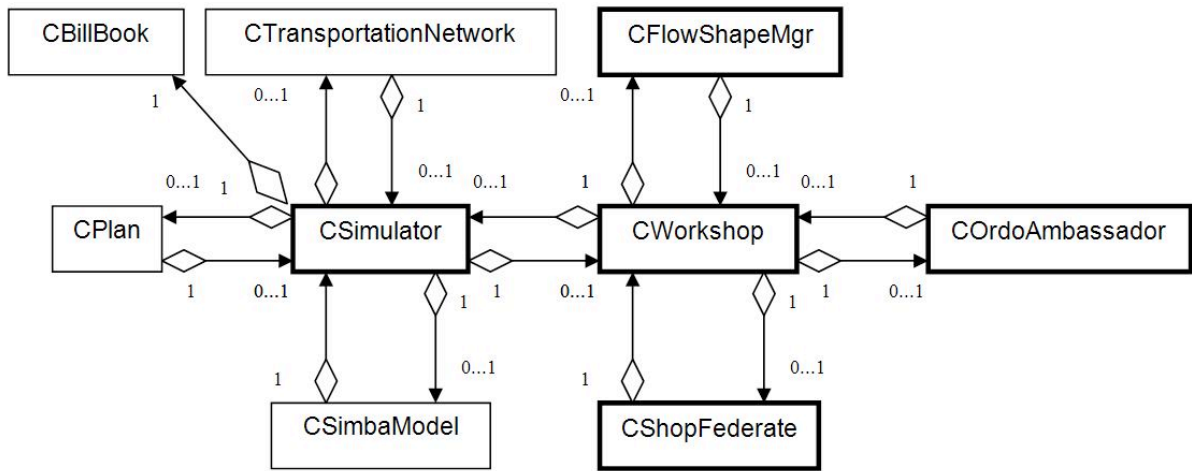 CBillBook
CTransportationNetwork
CFlowShapeMgr
1
0...1
1
0...1
1
0...1
1
0...1
0...1
1
0...1
0...1
1
CPlan
CSimulator
CWorkshop
COrdoAmbassador
1
0...1
1
1
0...1
1
1
0...1
1
0...1
1
0...1
CSimbaModel
CShopFederate